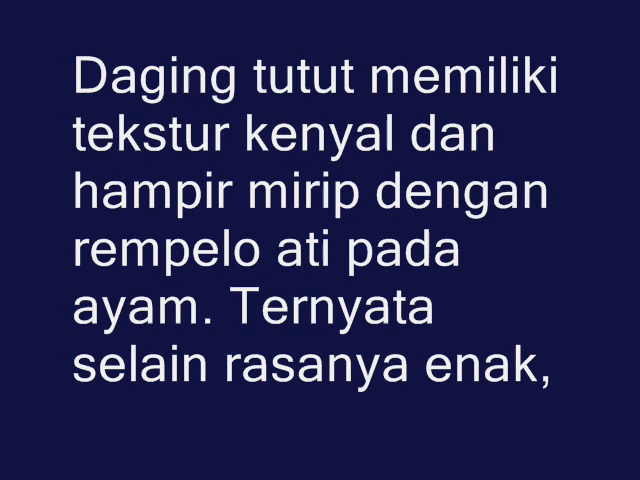 Daging tutut memiliki
tekstur kenyal dan
hampir mirip dengan
rempelo ati pada
ayam. Ternyata
selain rasanya enak,